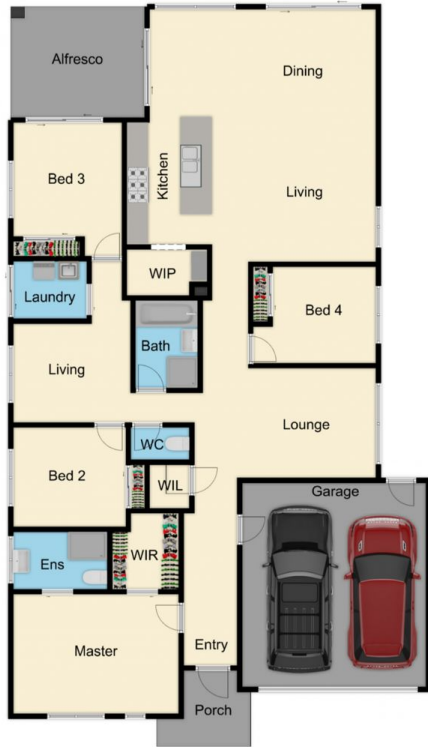 Alfresco
Dining
Bed 3
Kitchen
Living
WIP
Laundry
Bed 4
Bath
Living
Lounge
WC
Bed 2
WIL
Garage
Ens
WIR
Entry
Master
Porch